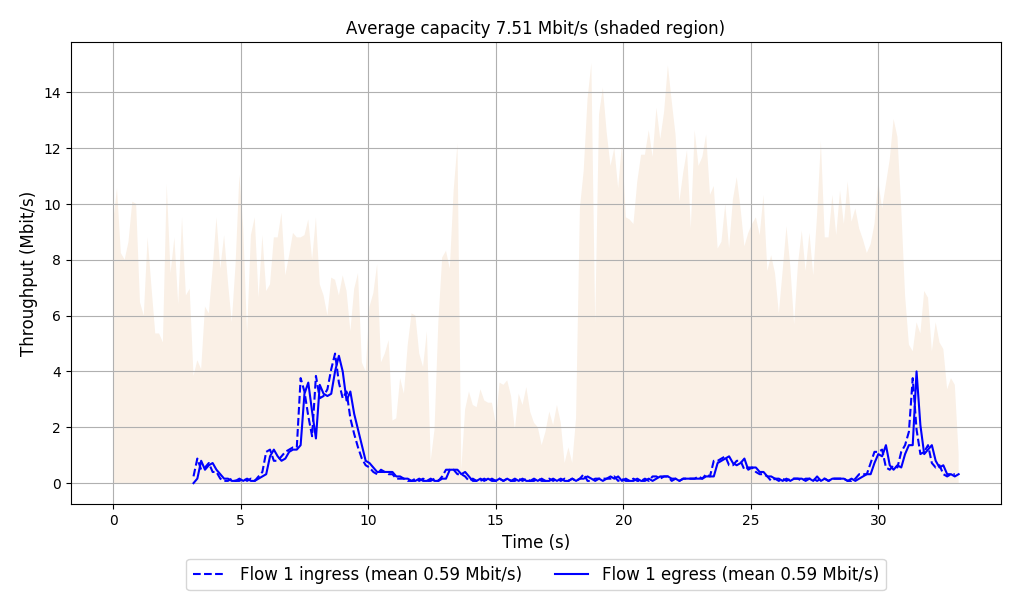 Average capacity 7.51 Mbit/s (shaded region)
Throughput (Mbit/s)
14
12
10
8
6
4
2
0
0 5 10 15 20 25 30
Time (s)
Flow 1 ingress (mean 0.59 Mbit/s) Flow 1 egress (mean 0.59 Mbit/s)